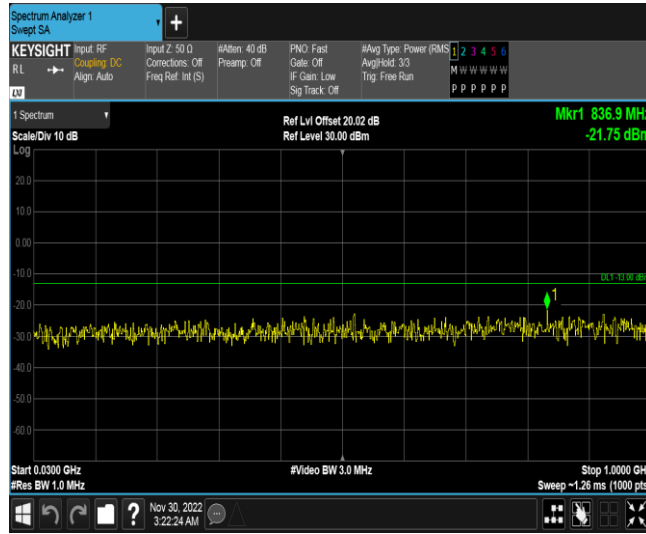 Spectrum Analyzer 1
Swept SA
+
KEYSIGHT
RL
LXI
Input: RF
Coupling: DC
Align: Auto
Input Z: 50 Ω
Corrections: Off
Freq Ref: Int (S)
#Atten: 40 dB
Preamp: Off
PNO: Fast
Gate: Off
IF Gain: Low
Sig Track: Off
#Avg Type: Power (RMS
Avg|Hold: 3/3
Trig: Free Run
1 2 3 4 5 6
M W W W W W
P P P P P P
1 Spectrum
Scale/Div 10 dB
Log
Ref Lvl Offset 20.02 dB
Ref Level 30.00 dBm
Mkr1 836.9 MHz
-21.75 dBm
20.0
10.0
0.00
-10.0
DL1 -13.00 dBm
1
-20.0
-30.0
-40.0
-50.0
-60.0
Start 0.0300 GHz
#Res BW 1.0 MHz
#Video BW 3.0 MHz
Stop 1.0000 GH
Sweep ~1.26 ms (1000 pts
?
Nov 30, 2022
3:22:24 AM